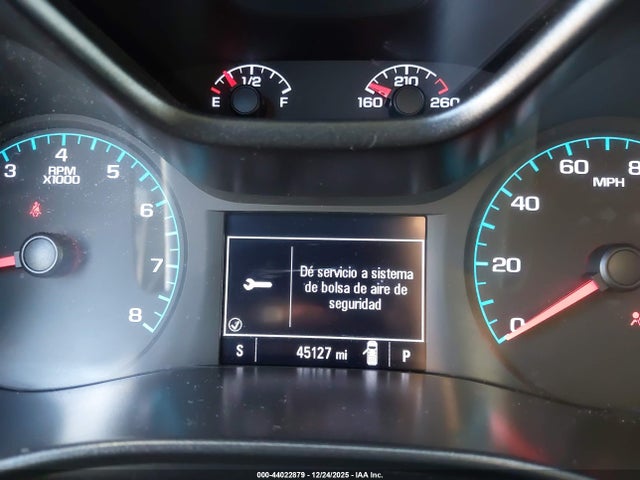 E 1/2 F
160 210 260
3 4 5 6 7 8
RPM
X1000
0 20 40 60
MPH
Dé servicio a sistema
de bolsa de aire de
seguridad
S 45127 mi P
000-44022879 • 12/24/2025 • IAA Inc.